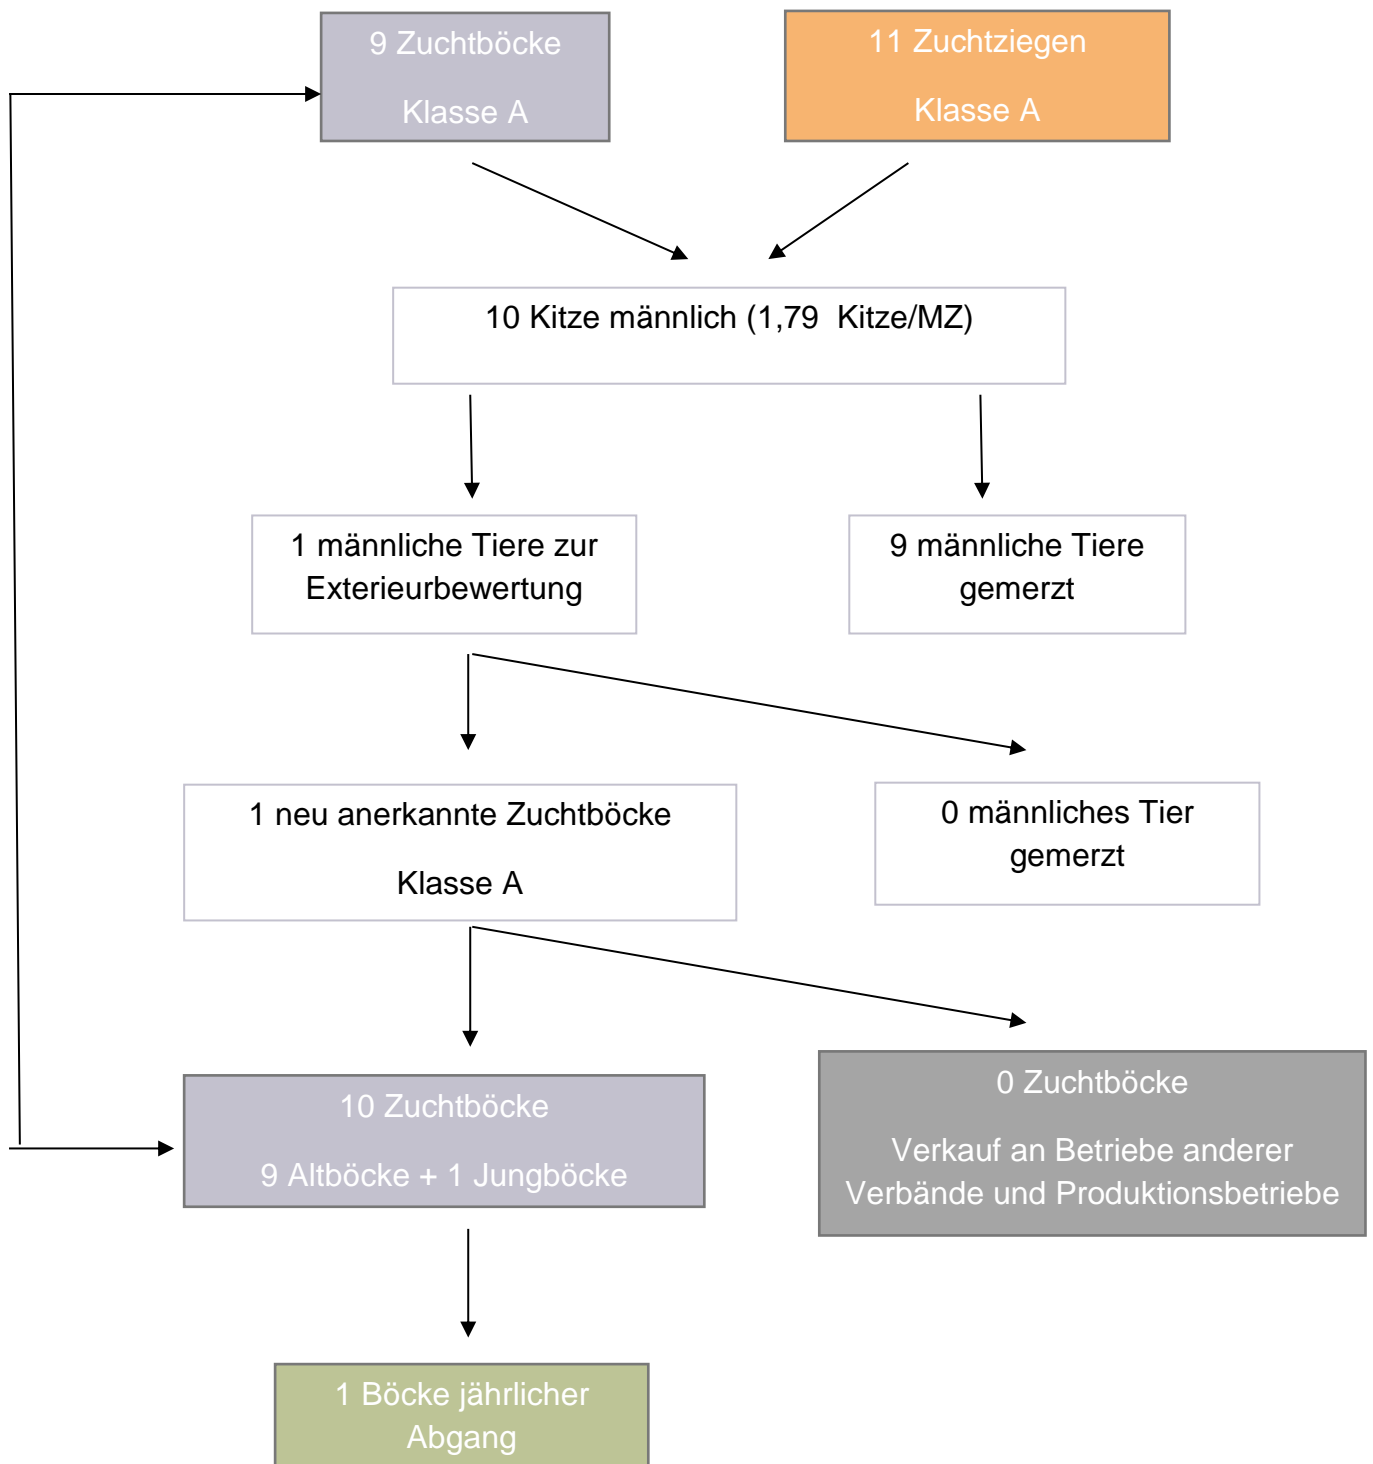 9 Zuchtböcke
Klasse A
11 Zuchtziegen
Klasse A
10 Kitze männlich (1,79  Kitze/MZ)
1 männliche Tiere zur
Exterieurbewertung
9 männliche Tiere
gemerzt
1 neu anerkannte Zuchtböcke
Klasse A
0 männliches Tier
gemerzt
10 Zuchtböcke
9 Altböcke + 1 Jungböcke
0 Zuchtböcke
Verkauf an Betriebe anderer
Verbände und Produktionsbetriebe
1 Böcke jährlicher
Abgang